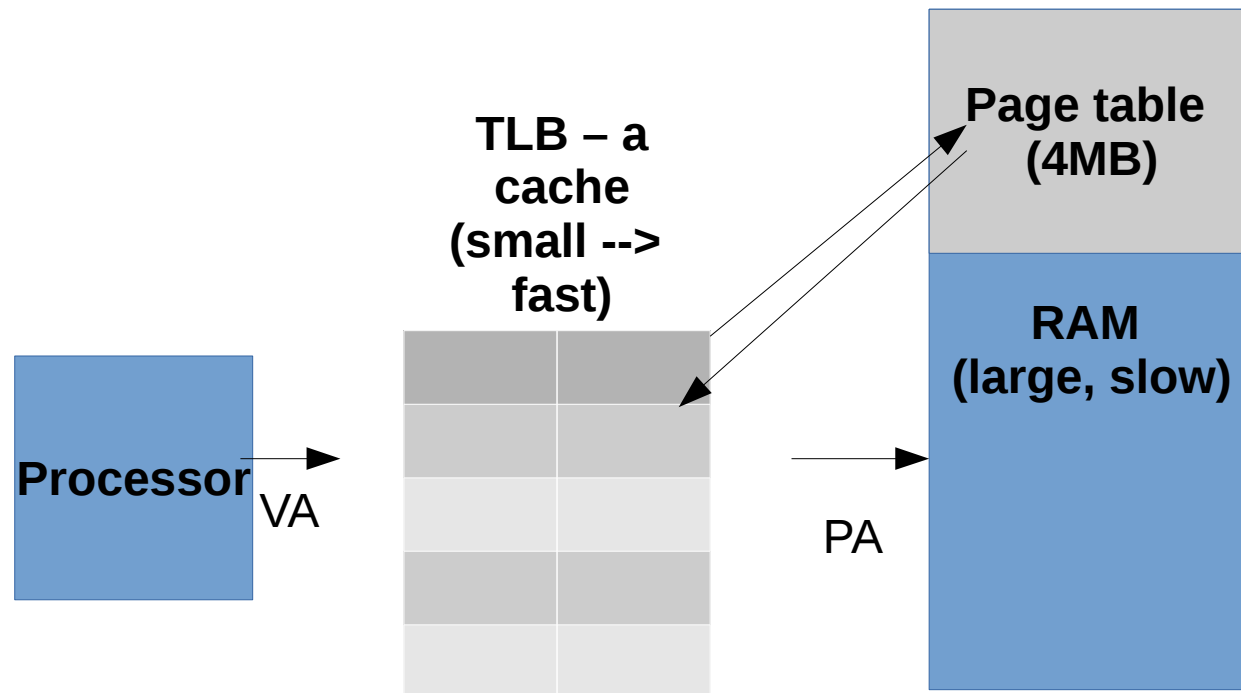 TLB – a
cache
(small -->
fast)
Page table
(4MB)
RAM
(large, slow)
Processor
VA
PA